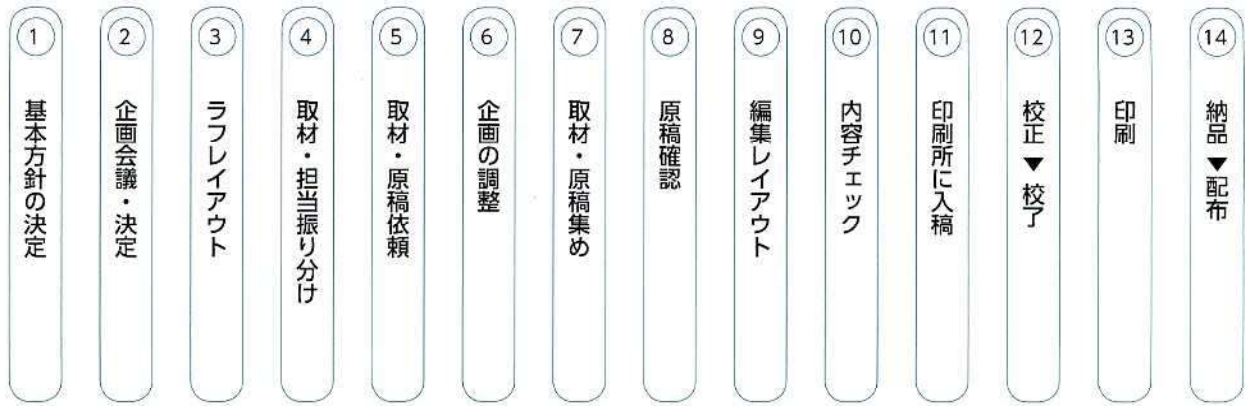 1
基本方針の決定
2
企画会議・決定
3
ラフレイアウト
4
取材・担当振り分け
5
取材・原稿依頼
6
企画の調整
7
取材・原稿集め
8
原稿確認
9
編集レイアウト
10
内容チェック
11
印刷所に入稿
12
校正▼校了
13
印刷
14
納品▼配布